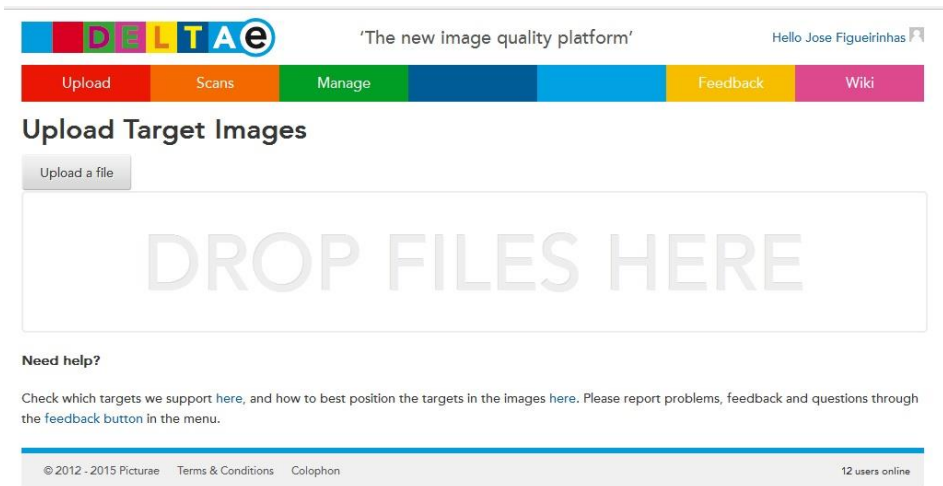 DELTAe
'The new image quality platform'
Hello Jose Figueirinhas
Upload Scans Manage Feedback Wiki
Upload Target Images
Upload a file
DROP FILES HERE
Need help?
Check which targets we support here, and how to best position the targets in the images here. Please report problems, feedback and questions through
the feedback button in the menu.
© 2012 - 2015 Picturae Terms & Conditions Colophon
12 users online